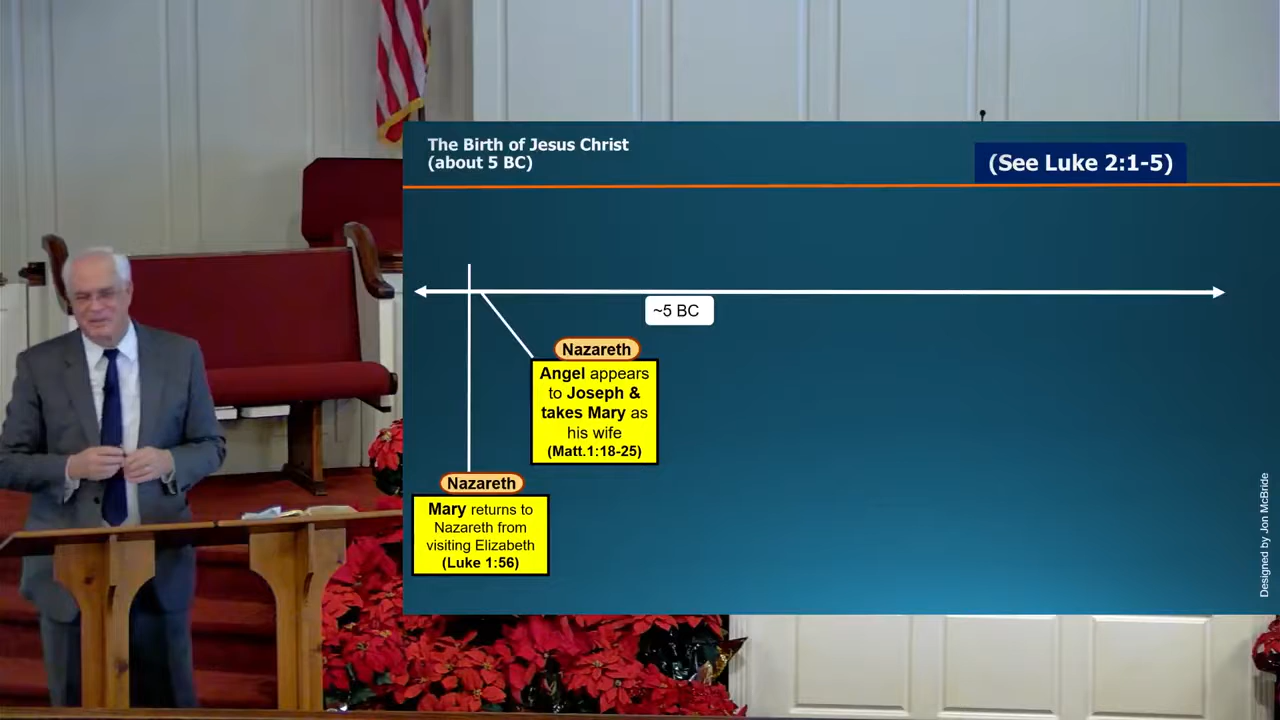 The Birth of Jesus Christ
(about 5 BC)
(See Luke 2:1-5)
~5 BC
Nazareth
Angel appears
to Joseph &
takes Mary as
his wife
(Matt.1:18-25)
Nazareth
Mary returns to
Nazareth from
visiting Elizabeth
(Luke 1:56)
Designed by Jon McBride